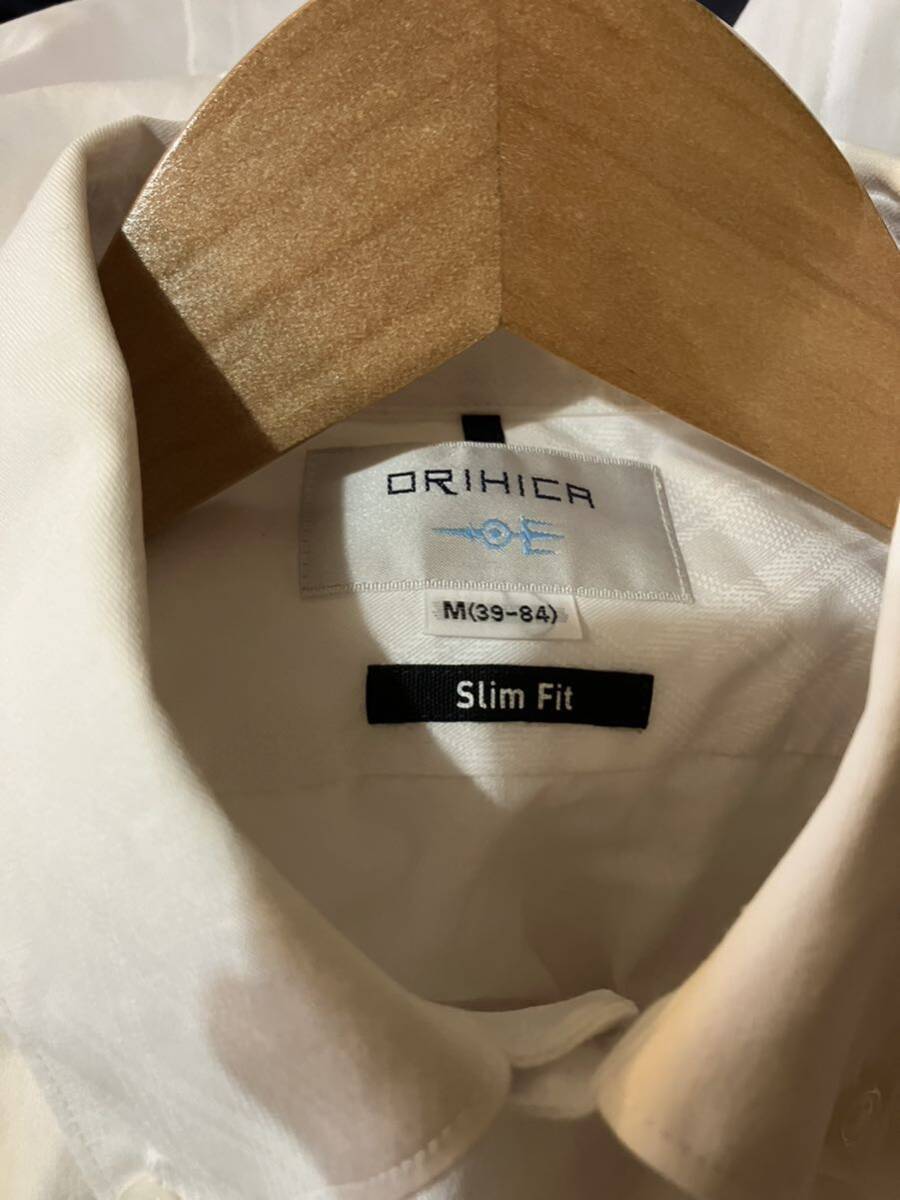 ORIHICA
M(39-84)
Slim Fit